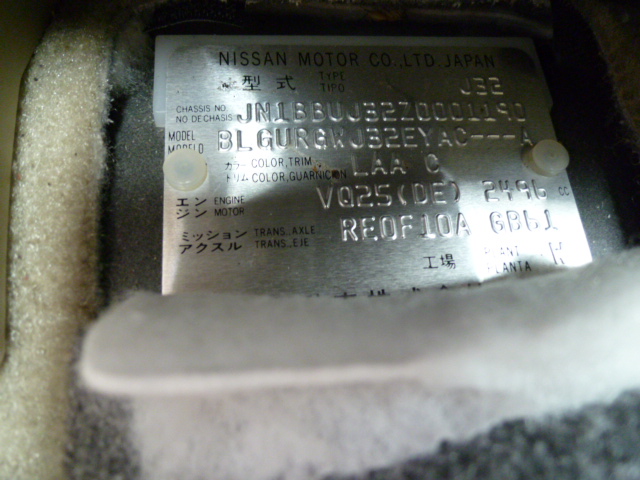 NISSAN MOTOR CO.,LTD.JAPAN
型式 TYPE TIPO J32
CHASSIS NO. NO DE CHASIS JN1BBUJ32Z0001190
MODEL MODELO BLGURGWJ32EYAC---A
カラー COLOR,TRIM LAA C
トリム COLOR,GUARNICION
エンジン ENGINE MOTOR VQ25(DE) 2496 CC
ミッション TRANS.,AXLE RE0F10A GB61
アクスル TRANS.,EJE
工場 PLANT PLANTA